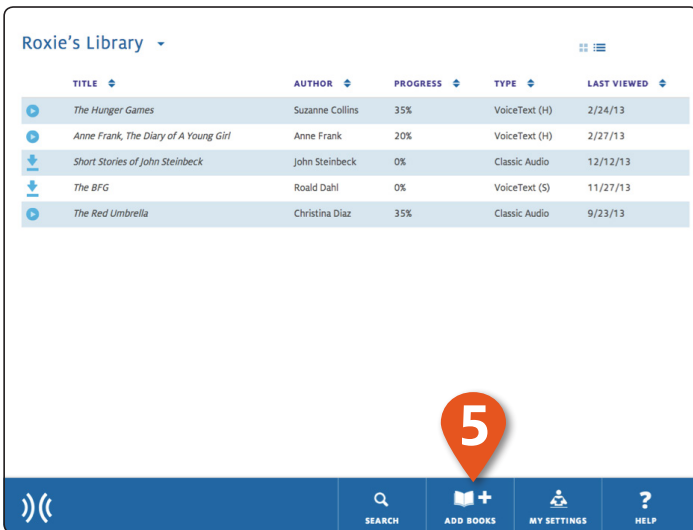 Roxie's Library
TITLE AUTHOR PROGRESS TYPE LAST VIEWED
The Hunger Games Suzanne Collins 35% VoiceText (H) 2/24/13
Anne Frank, The Diary of A Young Girl Anne Frank 20% VoiceText (H) 2/27/13
Short Stories of John Steinbeck John Steinbeck 0% Classic Audio 12/12/13
The BFG Roald Dahl 0% VoiceText (S) 11/27/13
The Red Umbrella Christina Diaz 35% Classic Audio 9/23/13
5
SEARCH ADD BOOKS MY SETTINGS HELP